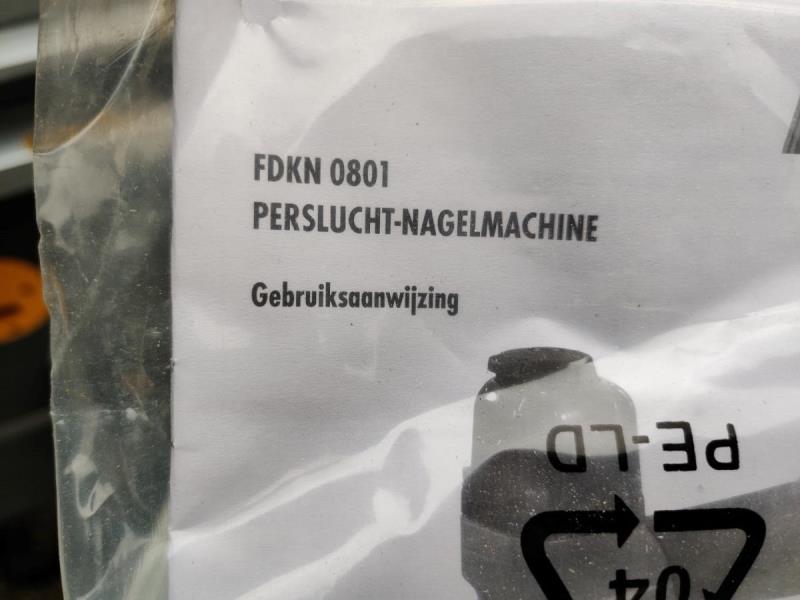 FDKN 0801
PERSLUCHT-NAGELMACHINE
Gebruiksaanwijzing
PE-LD
04